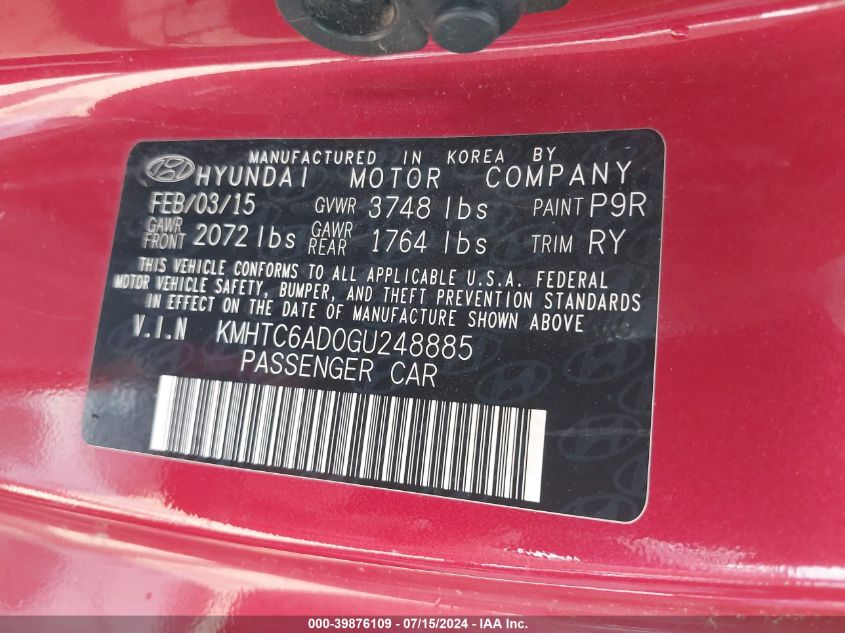 MANUFACTURED IN KOREA BY
HYUNDAI MOTOR COMPANY
FEB/03/15 GVWR 3748 lbs PAINT P9R
GAWR FRONT 2072 lbs GAWR REAR 1764 lbs TRIM RY
THIS VEHICLE CONFORMS TO ALL APPLICABLE U.S.A. FEDERAL
MOTOR VEHICLE SAFETY, BUMPER, AND THEFT PREVENTION STANDARDS
IN EFFECT ON THE DATE OF MANUFACTURE SHOWN ABOVE
V.I.N KMHTC6AD0GU248885
PASSENGER CAR
000-39876109 / 07/15/2024 - IAA Inc.